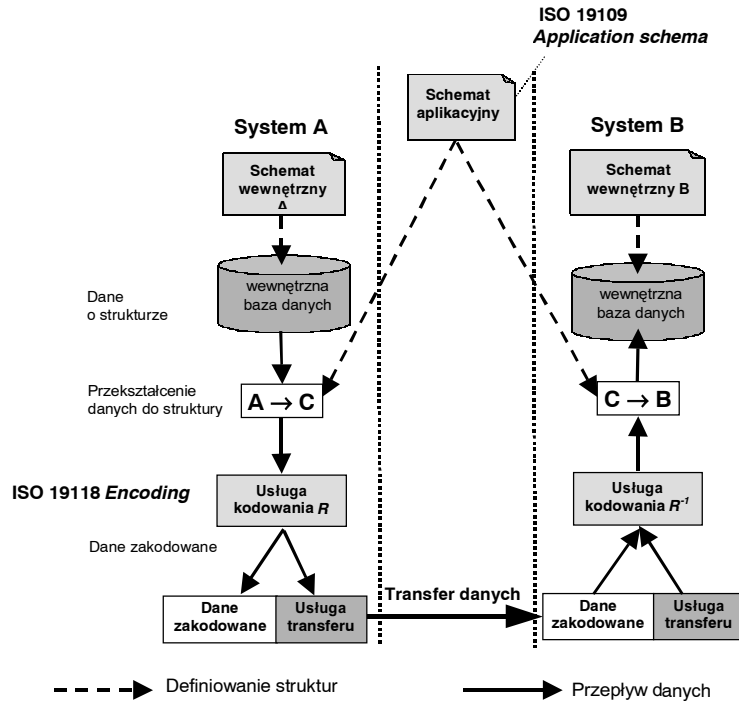 ISO 19109
Application schema
Schemat
aplikacyjny
System A
System B
Schemat
wewnętrzny
A
Schemat
wewnętrzny B
Dane
o strukturze
wewnętrzna
baza danych
wewnętrzna
baza danych
Przekształcenie
danych do struktury
A → C
C → B
ISO 19118 Encoding
Usługa
kodowania R
Usługa
kodowania R⁻¹
Dane zakodowane
Dane
zakodowane
Usługa
transferu
Transfer danych
Dane
zakodowane
Usługa
transferu
Definiowanie struktur
Przepływ danych